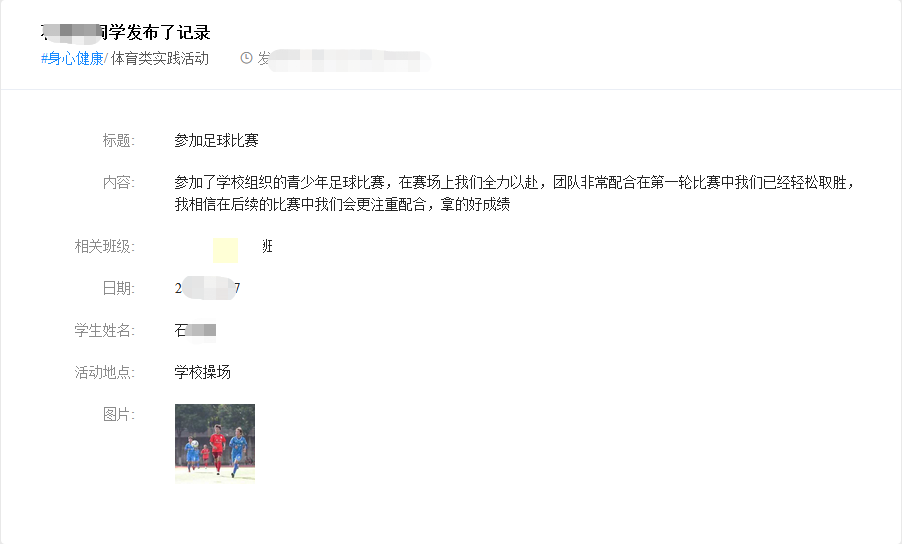 同学发布了记录
#身心健康/ 体育类实践活动 发
标题: 参加足球比赛
内容: 参加了学校组织的青少年足球比赛，在赛场上我们全力以赴，团队非常配合在第一轮比赛中我们已经轻松取胜，
我相信在后续的比赛中我们会更注重配合，拿的好成绩
相关班级: 班
日期: 2 7
学生姓名: 石
活动地点: 学校操场
图片: